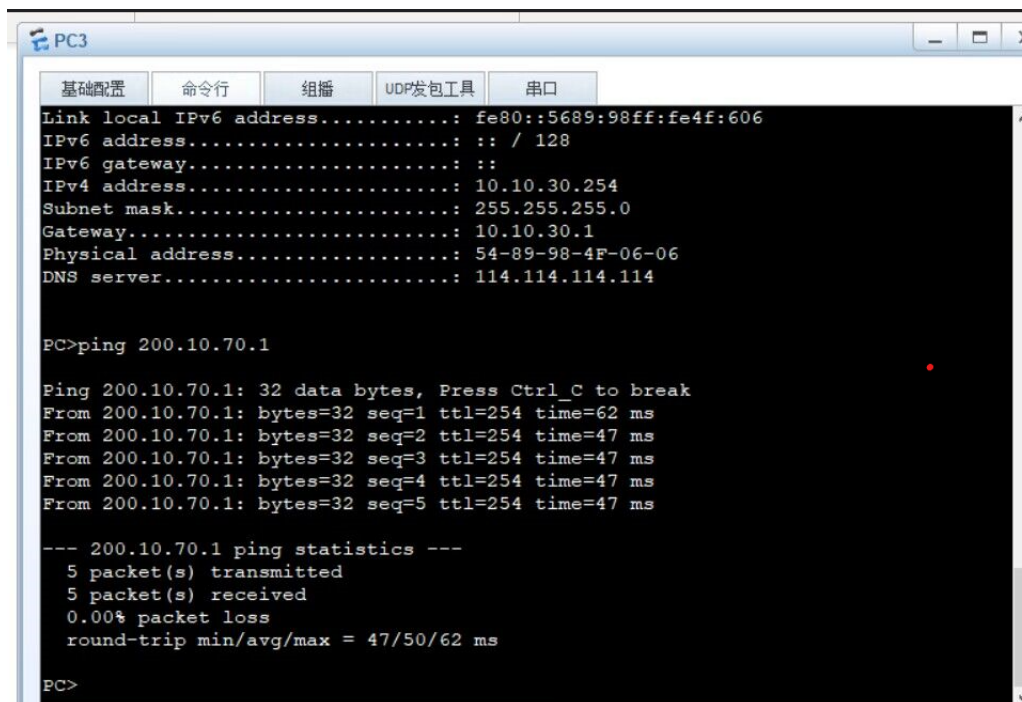 PC3
基础配置 命令行 组播 UDP发包工具 串口
Link local IPv6 address...........: fe80::5689:98ff:fe4f:606
IPv6 address......................: :: / 128
IPv6 gateway......................: ::
IPv4 address......................: 10.10.30.254
Subnet mask.......................: 255.255.255.0
Gateway...........................: 10.10.30.1
Physical address..................: 54-89-98-4F-06-06
DNS server........................: 114.114.114.114
PC>ping 200.10.70.1
Ping 200.10.70.1: 32 data bytes, Press Ctrl_C to break
From 200.10.70.1: bytes=32 seq=1 ttl=254 time=62 ms
From 200.10.70.1: bytes=32 seq=2 ttl=254 time=47 ms
From 200.10.70.1: bytes=32 seq=3 ttl=254 time=47 ms
From 200.10.70.1: bytes=32 seq=4 ttl=254 time=47 ms
From 200.10.70.1: bytes=32 seq=5 ttl=254 time=47 ms
--- 200.10.70.1 ping statistics ---
5 packet(s) transmitted
5 packet(s) received
0.00% packet loss
round-trip min/avg/max = 47/50/62 ms
PC>